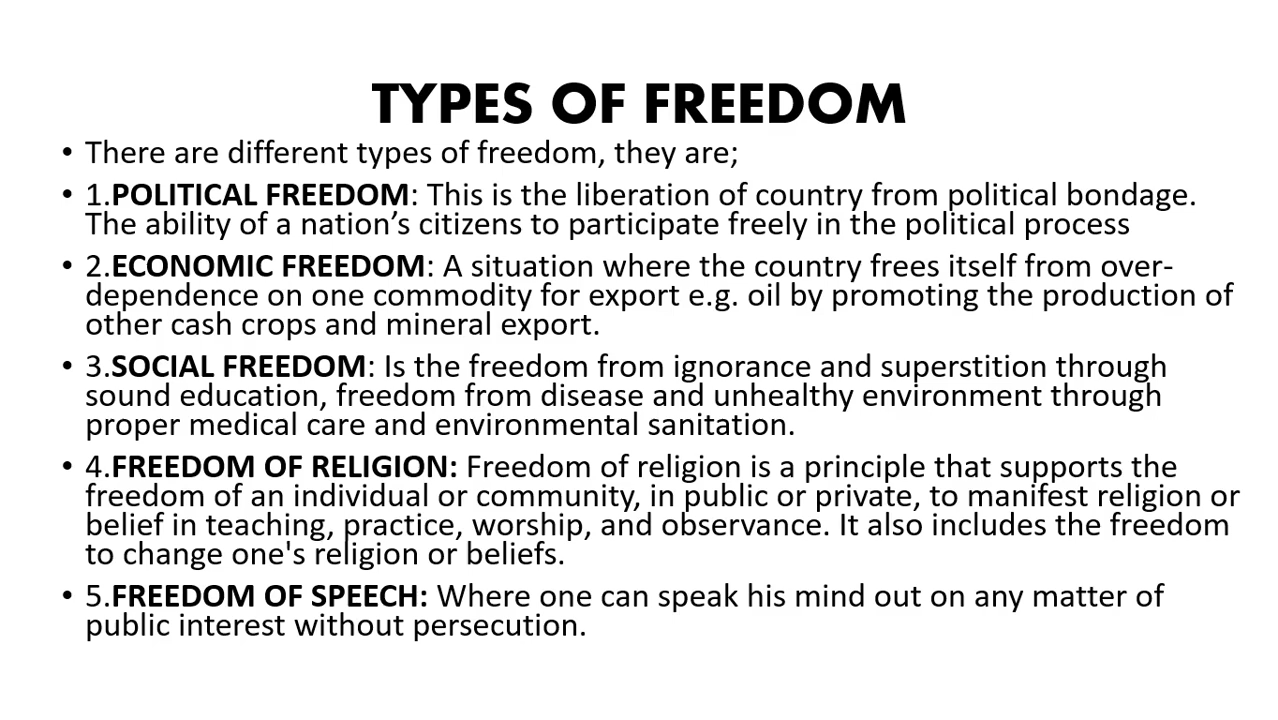 TYPES OF FREEDOM
• There are different types of freedom, they are;
• 1.POLITICAL FREEDOM: This is the liberation of country from political bondage.
The ability of a nation’s citizens to participate freely in the political process
• 2.ECONOMIC FREEDOM: A situation where the country frees itself from over-
dependence on one commodity for export e.g. oil by promoting the production of
other cash crops and mineral export.
• 3.SOCIAL FREEDOM: Is the freedom from ignorance and superstition through
sound education, freedom from disease and unhealthy environment through
proper medical care and environmental sanitation.
• 4.FREEDOM OF RELIGION: Freedom of religion is a principle that supports the
freedom of an individual or community, in public or private, to manifest religion or
belief in teaching, practice, worship, and observance. It also includes the freedom
to change one's religion or beliefs.
• 5.FREEDOM OF SPEECH: Where one can speak his mind out on any matter of
public interest without persecution.